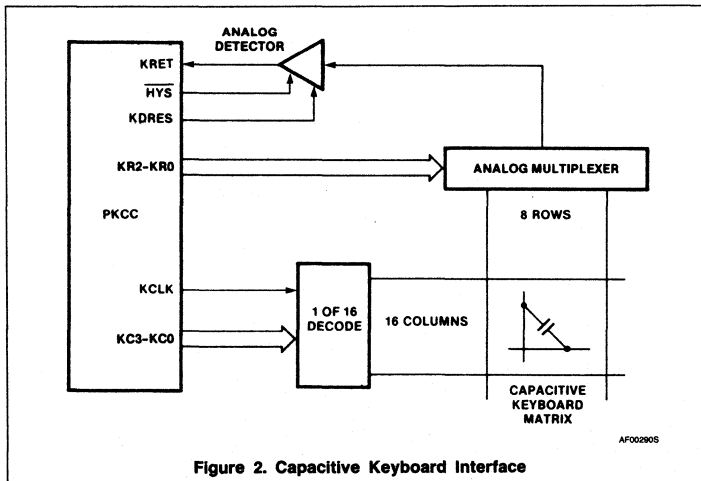 ANALOG
DETECTOR
KRET
HYS
KDRES
KR2-KR0
ANALOG MULTIPLEXER
8 ROWS
PKCC
KCLK
1 OF 16
DECODE
16 COLUMNS
KC3-KC0
CAPACITIVE
KEYBOARD
MATRIX
AF00290S
Figure 2. Capacitive Keyboard Interface